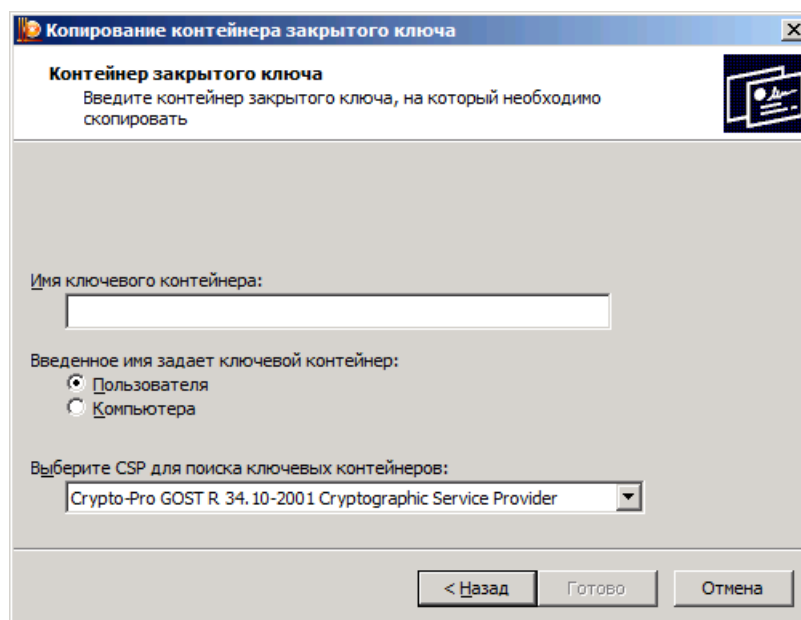 Копирование контейнера закрытого ключа
Контейнер закрытого ключа
Введите контейнер закрытого ключа, на который необходимо
скопировать
Имя ключевого контейнера:
Введенное имя задает ключевой контейнер:
Пользователя
Компьютера
Выберите CSP для поиска ключевых контейнеров:
Crypto-Pro GOST R 34.10-2001 Cryptographic Service Provider
< Назад
Готово
Отмена